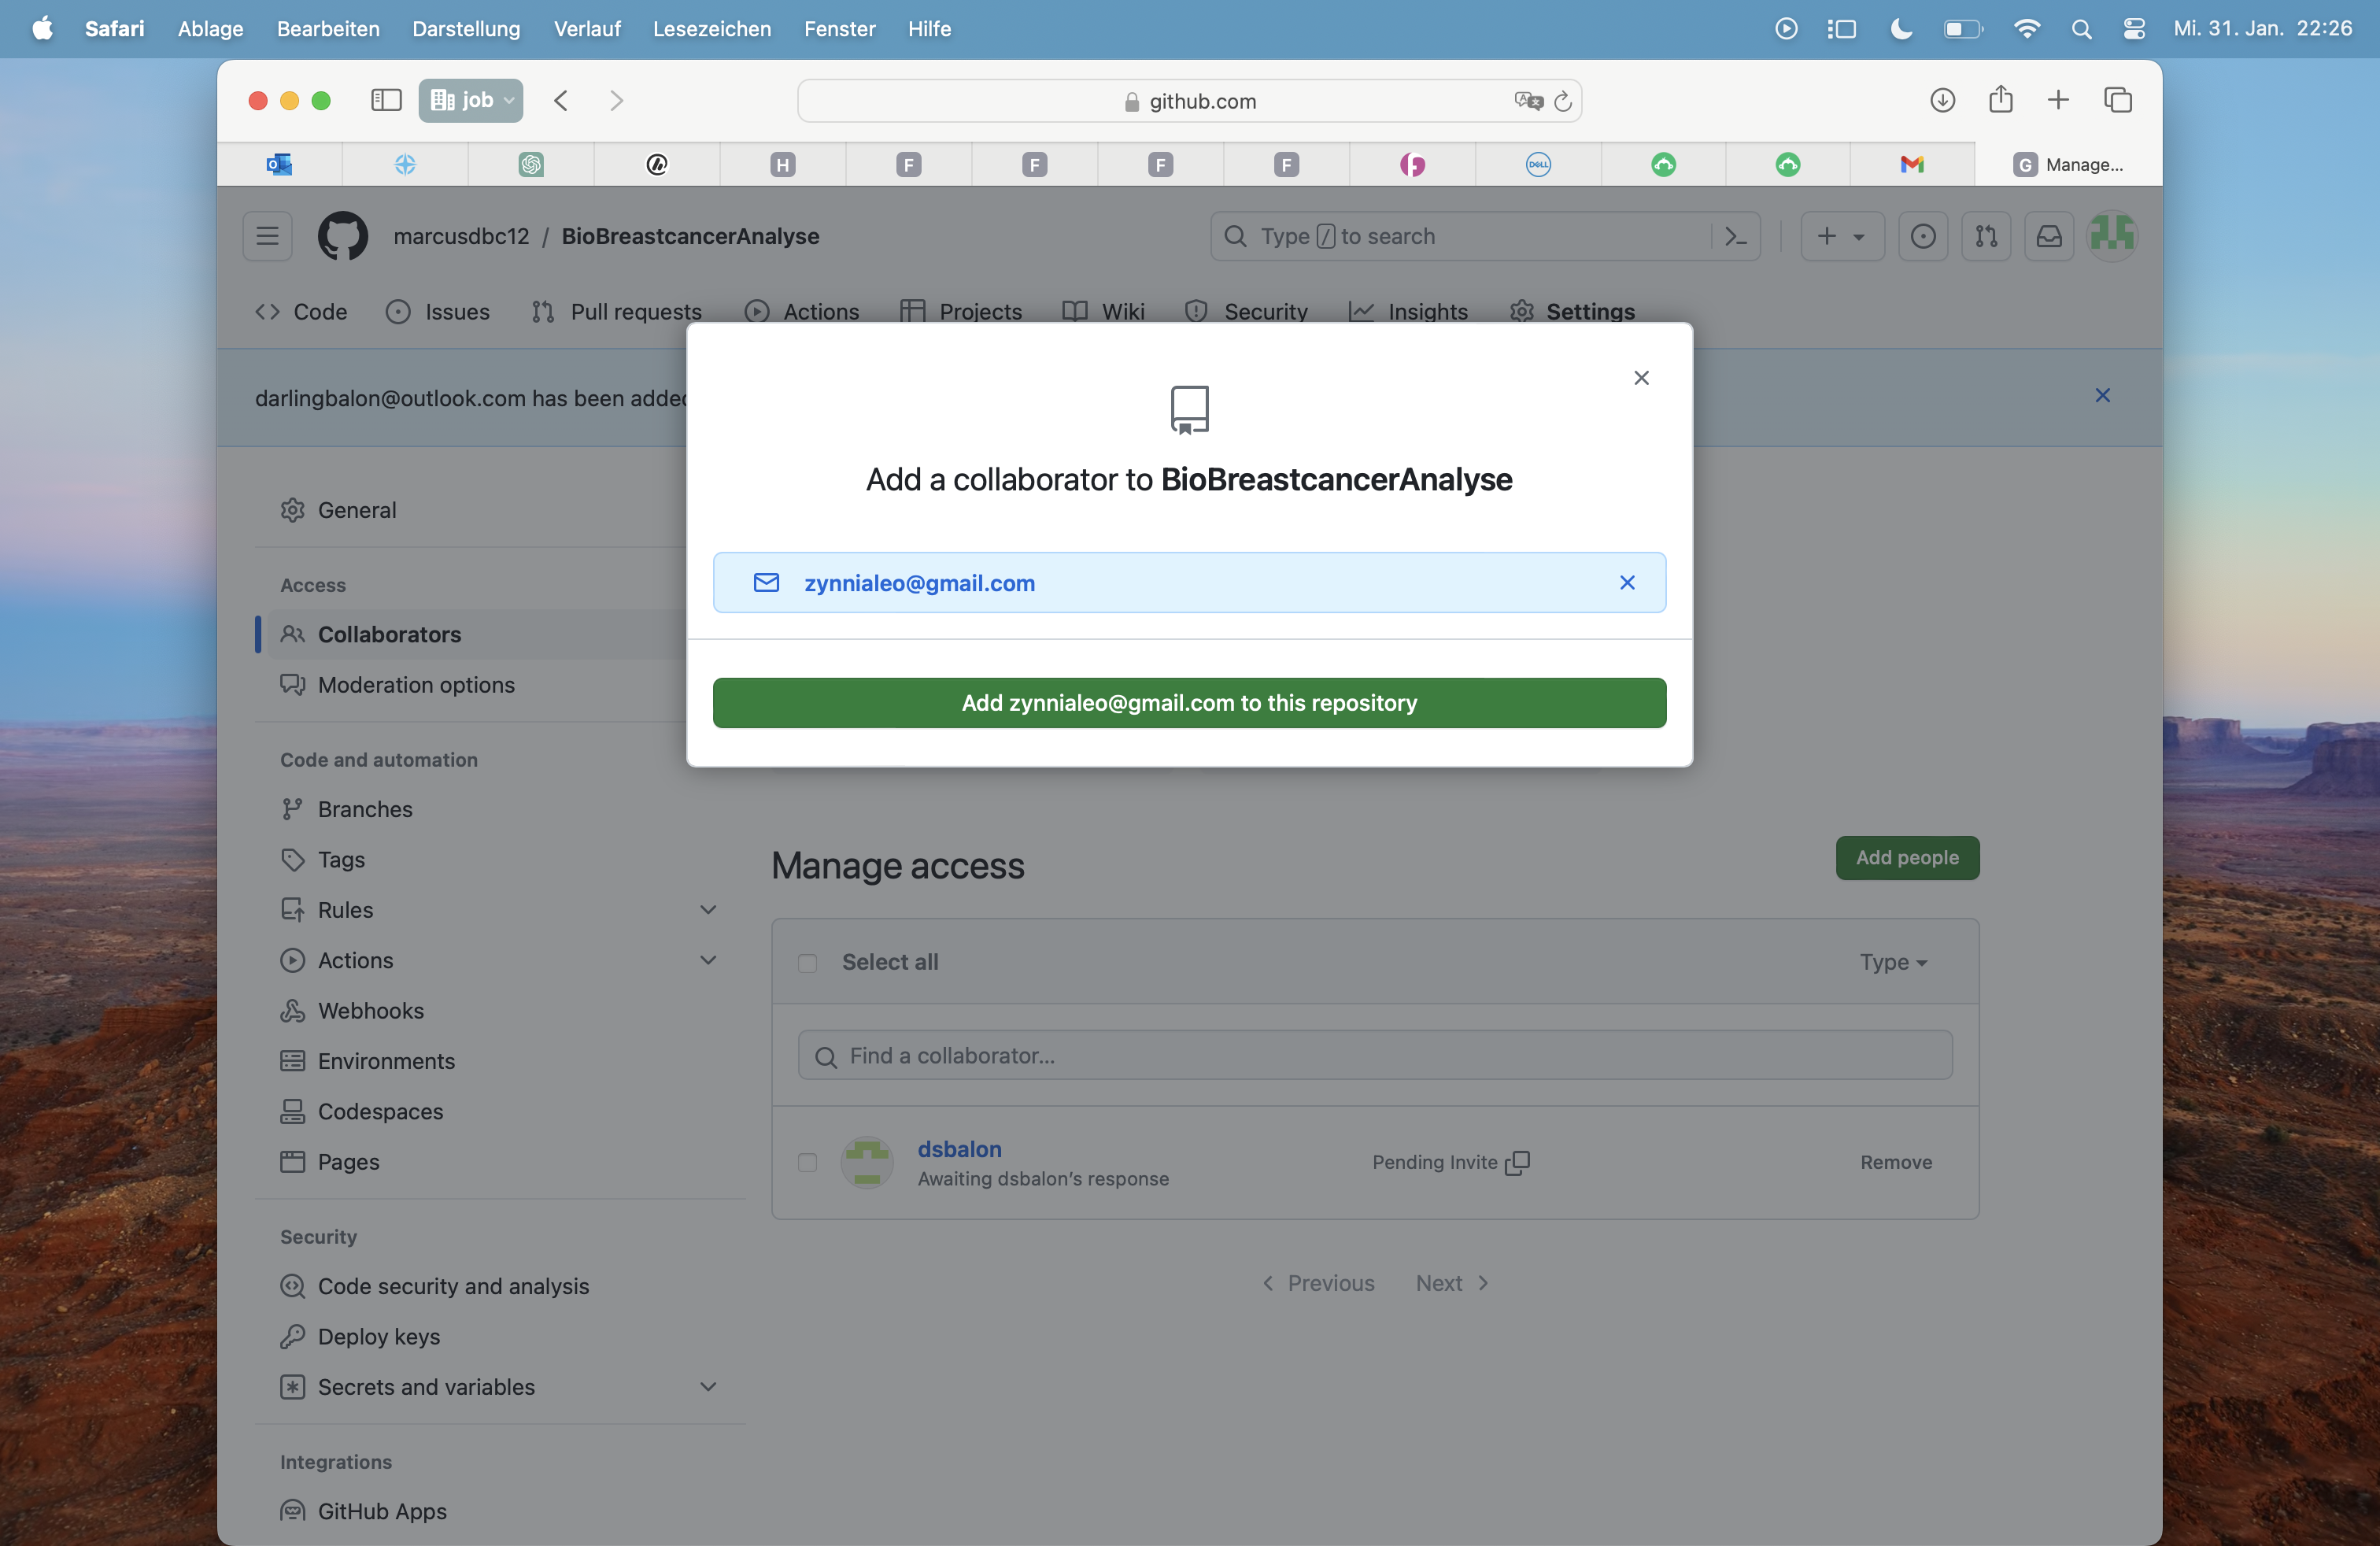 Safari Ablage Bearbeiten Darstellung Verlauf Lesezeichen Fenster Hilfe Mi. 31. Jan. 22:26
job github.com
O H F F F F DELL G Manage...
marcusdbc12 / BioBreastcancerAnalyse Type / to search
Code Issues Pull requests Actions Projects Wiki Security Insights Settings
darlingbalon@outlook.com has been added
Add a collaborator to BioBreastcancerAnalyse
zynnialeo@gmail.com
Add zynnialeo@gmail.com to this repository
General
Access
Collaborators
Moderation options
Code and automation
Branches
Tags
Rules
Actions
Webhooks
Environments
Codespaces
Pages
Security
Code security and analysis
Deploy keys
Secrets and variables
Integrations
GitHub Apps
Manage access
Add people
Select all Type
Find a collaborator...
dsbalon
Awaiting dsbalon's response
Pending Invite
Remove
Previous Next